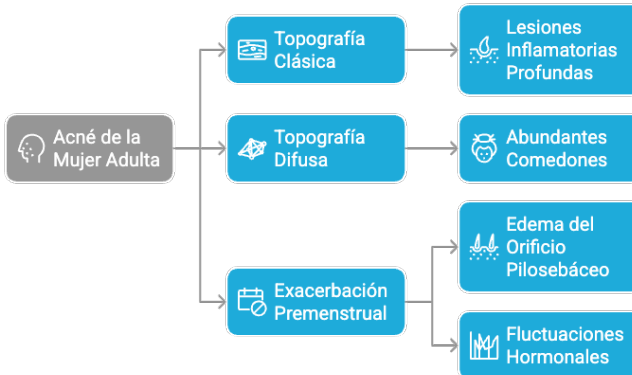 Acné de la
Mujer Adulta
Topografía
Clásica
Lesiones
Inflamatorias
Profundas
Topografía
Difusa
Abundantes
Comedones
Exacerbación
Premenstrual
Edema del
Orificio
Pilosebáceo
Fluctuaciones
Hormonales